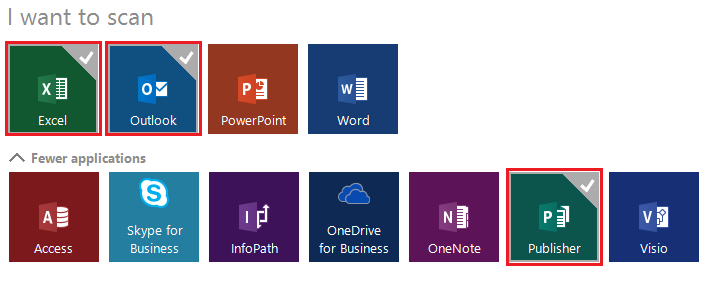 I want to scan
Excel
Outlook
PowerPoint
Word
Fewer applications
Access
Skype for
Business
InfoPath
OneDrive
for Business
OneNote
Publisher
Visio